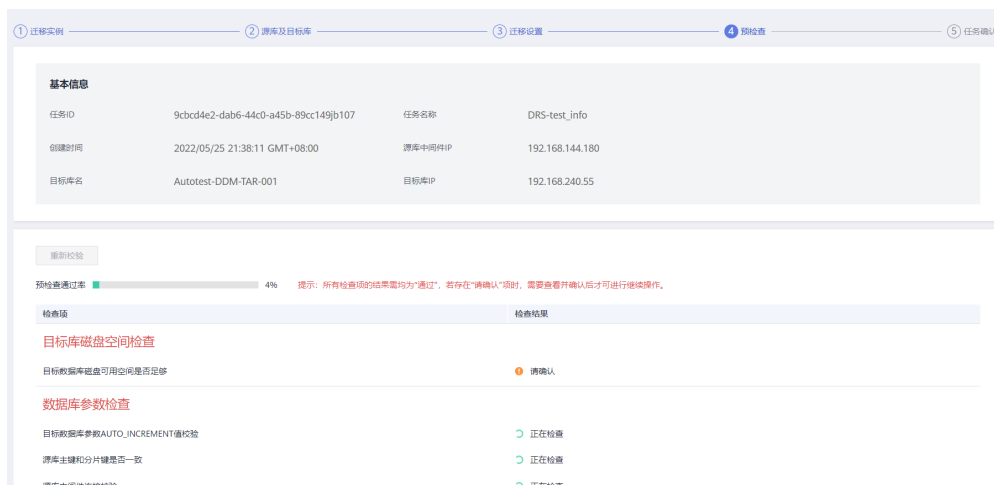 1 迁移实例 2 源库及目标库 3 迁移设置 4 预检查 5 任务确认
基本信息
任务ID 9cbcd4e2-dab6-44c0-a45b-89cc149jb107 任务名称 DRS-test_info
创建时间 2022/05/25 21:38:11 GMT+08:00 源库中间件IP 192.168.144.180
目标库名 Autotest-DDM-TAR-001 目标库IP 192.168.240.55
重新校验
预检查通过率 4% 提示：所有检查项的结果需均为“通过”，若存在“请确认”项时，需要查看并确认后才可进行继续操作。
检查项 检查结果
目标库磁盘空间检查
目标数据库磁盘可用空间是否足够 请确认
数据库参数检查
目标数据库参数AUTO_INCREMENT值校验 正在检查
源库主键和分片键是否一致 正在检查